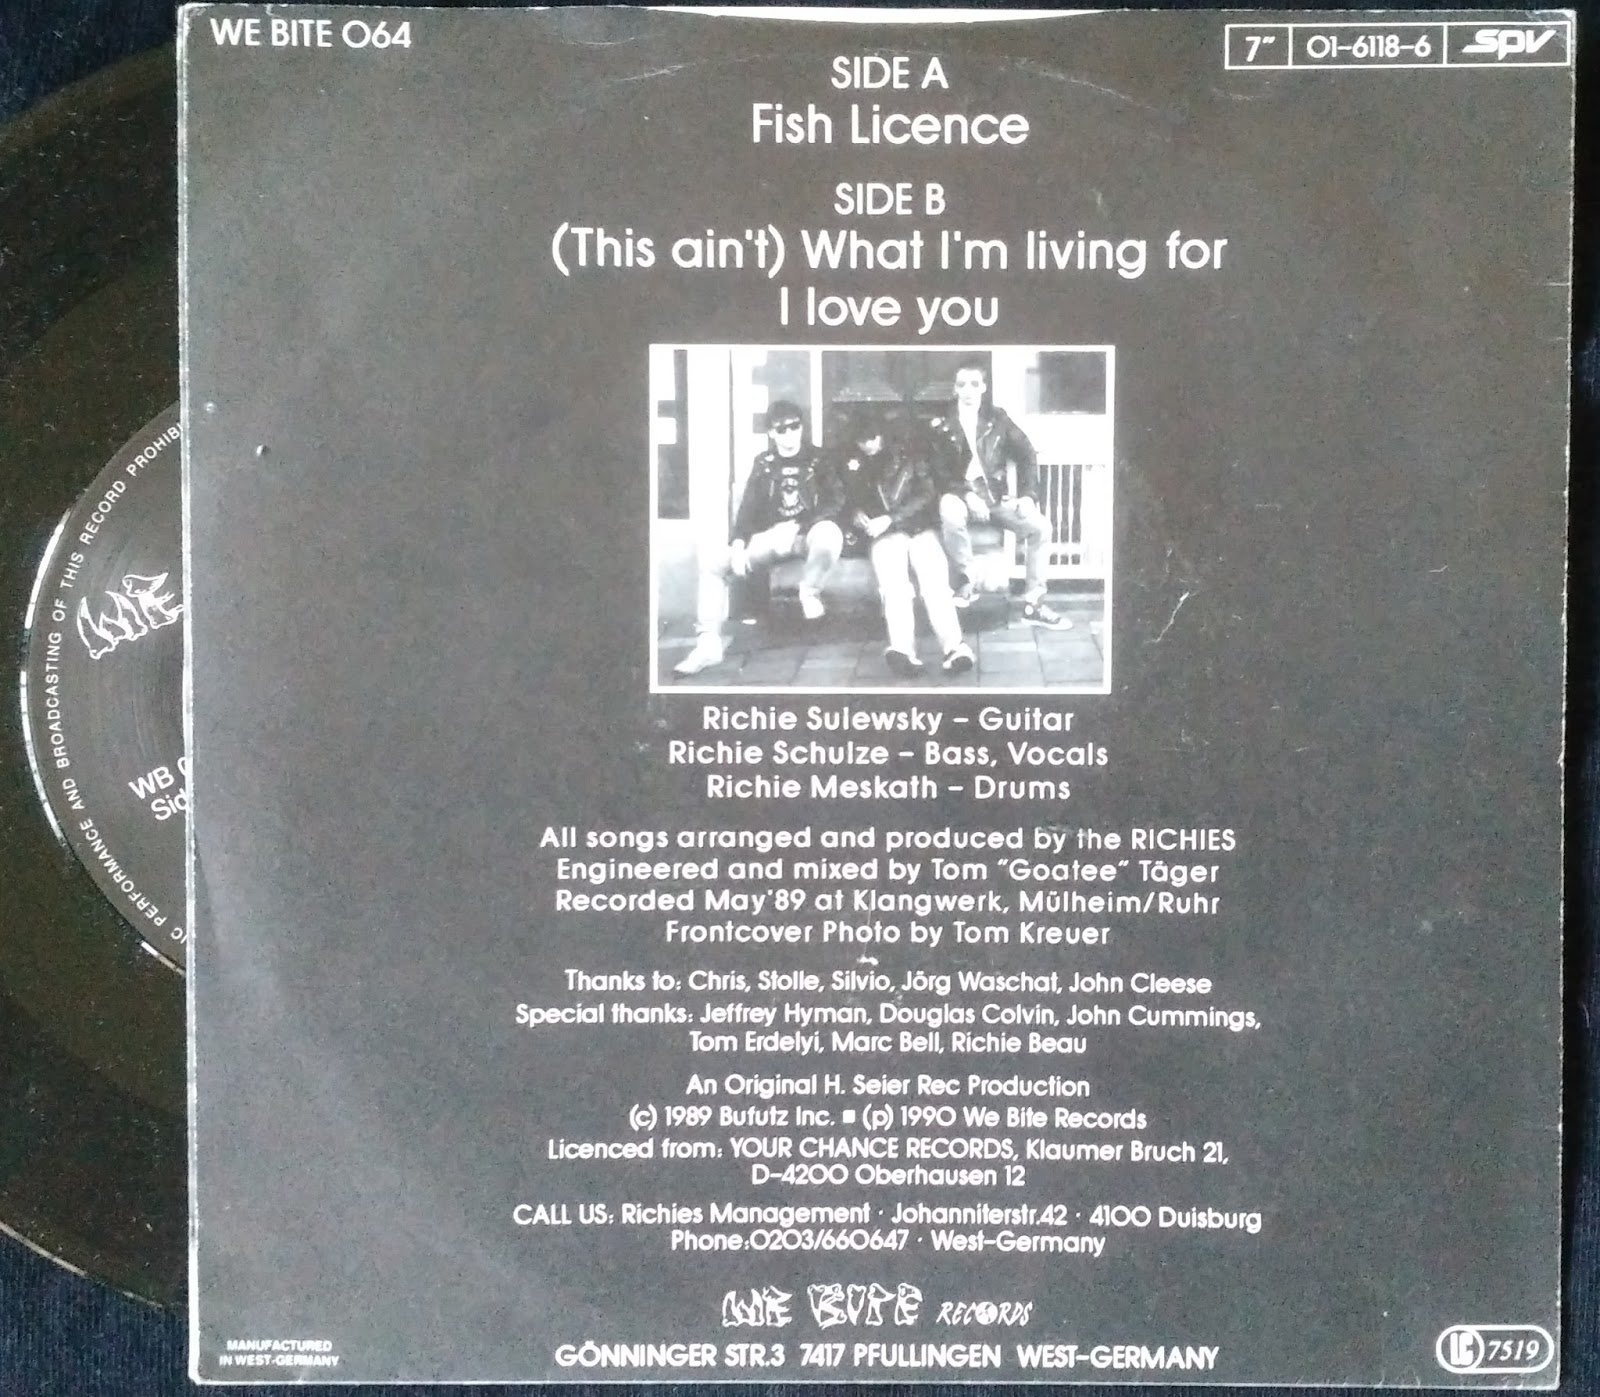 WE BITE 064
7" 01-6118-6 spv
SIDE A
Fish Licence
SIDE B
(This ain't) What I'm living for
I love you
Richie Sulewsky – Guitar
Richie Schulze – Bass, Vocals
Richie Meskath – Drums
All songs arranged and produced by the RICHIES
Engineered and mixed by Tom "Goatee" Täger
Recorded May'89 at Klangwerk, Mülheim/Ruhr
Frontcover Photo by Tom Kreuer
Thanks to: Chris, Stolle, Silvio, Jörg Waschat, John Cleese
Special thanks: Jeffrey Hyman, Douglas Colvin, John Cummings,
Tom Erdelyi, Marc Bell, Richie Beau
An Original H. Seier Rec Production
(c) 1989 Bufutz Inc. ▪ (p) 1990 We Bite Records
Licenced from: YOUR CHANCE RECORDS, Klaumer Bruch 21,
D-4200 Oberhausen 12
CALL US: Richies Management · Johanniterstr.42 · 4100 Duisburg
Phone:0203/660647 · West-Germany
WE BITE RECORDS
GÖNNINGER STR.3 7417 PFULLINGEN WEST-GERMANY
MANUFACTURED
IN WEST-GERMANY
LC 7519
PERFORMANCE AND BROADCASTING OF THIS RECORD
WE
WB